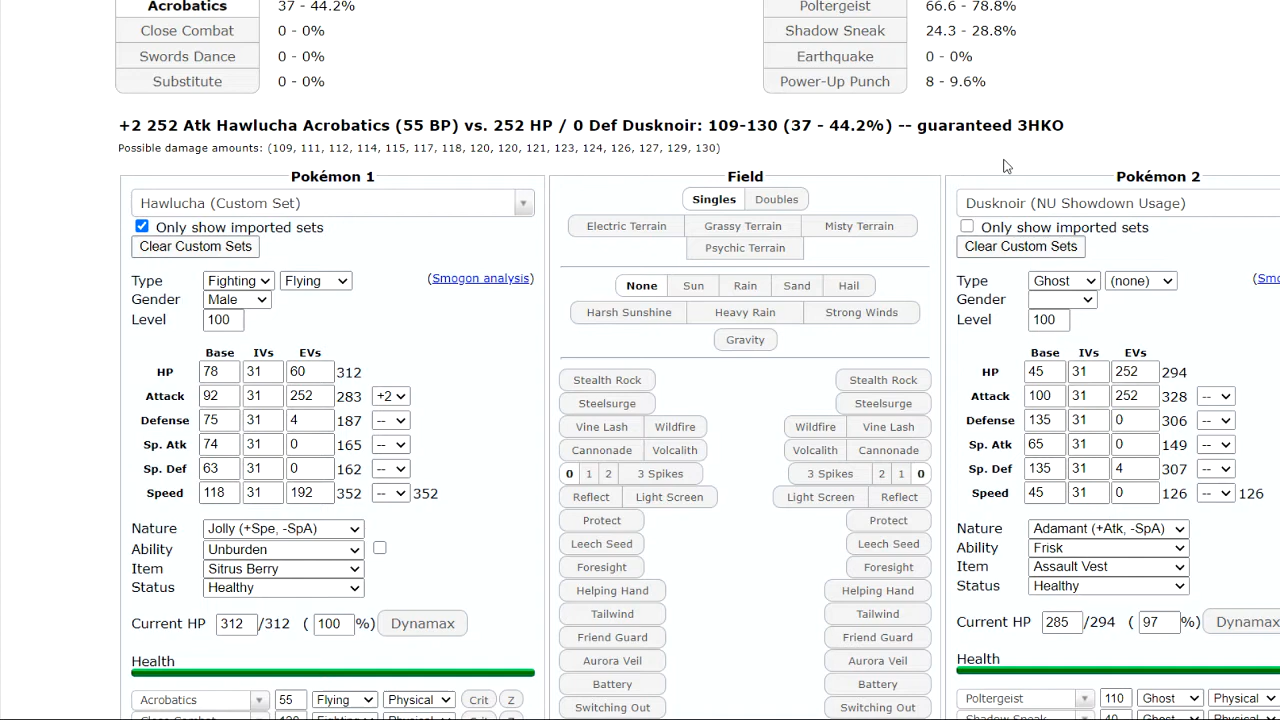 Acrobatics 37 - 44.2% Poltergeist 66.6 - 78.8%
Close Combat 0 - 0% Shadow Sneak 24.3 - 28.8%
Swords Dance 0 - 0% Earthquake 0 - 0%
Substitute 0 - 0% Power-Up Punch 8 - 9.6%
+2 252 Atk Hawlucha Acrobatics (55 BP) vs. 252 HP / 0 Def Dusknoir: 109-130 (37 - 44.2%) -- guaranteed 3HKO
Possible damage amounts: (109, 111, 112, 114, 115, 117, 118, 120, 120, 121, 123, 124, 126, 127, 129, 130)
Pokémon 1
Hawlucha (Custom Set)
Only show imported sets
Clear Custom Sets
Type Fighting Flying (Smogon analysis)
Gender Male
Level 100
Base IVs EVs
HP 78 31 60 312
Attack 92 31 252 283 +2
Defense 75 31 4 187 --
Sp. Atk 74 31 0 165 --
Sp. Def 63 31 0 162 --
Speed 118 31 192 352 -- 352
Nature Jolly (+Spe, -SpA)
Ability Unburden
Item Sitrus Berry
Status Healthy
Current HP 312 /312 ( 100 %) Dynamax
Health
Acrobatics 55 Flying Physical Crit Z
Field
Singles Doubles
Electric Terrain Grassy Terrain Misty Terrain
Psychic Terrain
None Sun Rain Sand Hail
Harsh Sunshine Heavy Rain Strong Winds
Gravity
Stealth Rock Stealth Rock
Steelsurge Steelsurge
Vine Lash Wildfire Wildfire Vine Lash
Cannonade Volcalith Volcalith Cannonade
0 1 2 3 Spikes 3 Spikes 2 1 0
Reflect Light Screen Light Screen Reflect
Protect Protect
Leech Seed Leech Seed
Foresight Foresight
Helping Hand Helping Hand
Tailwind Tailwind
Friend Guard Friend Guard
Aurora Veil Aurora Veil
Battery Battery
Switching Out Switching Out
Pokémon 2
Dusknoir (NU Showdown Usage)
Only show imported sets
Clear Custom Sets
Type Ghost (none) (Smo
Gender
Level 100
Base IVs EVs
HP 45 31 252 294
Attack 100 31 252 328 --
Defense 135 31 0 306 --
Sp. Atk 65 31 0 149 --
Sp. Def 135 31 4 307 --
Speed 45 31 0 126 -- 126
Nature Adamant (+Atk, -SpA)
Ability Frisk
Item Assault Vest
Status Healthy
Current HP 285 /294 ( 97 %) Dynamax
Health
Poltergeist 110 Ghost Physical